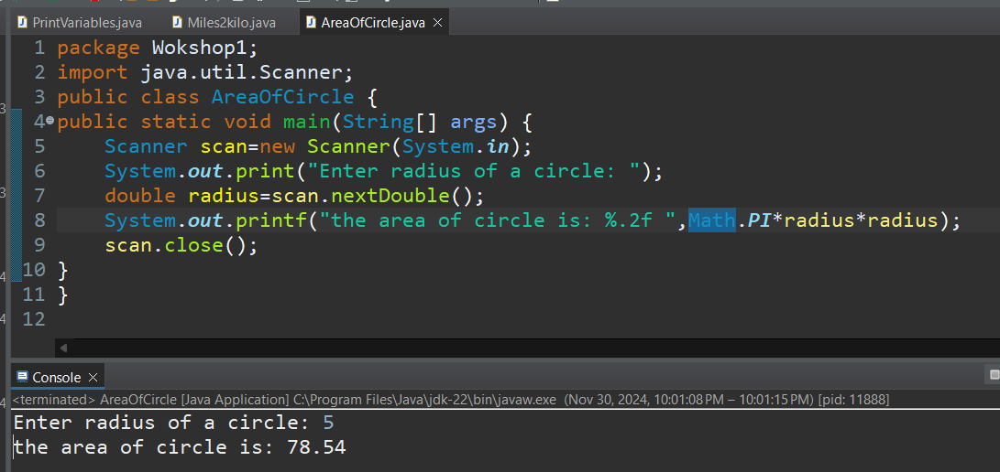 PrintVariables.java Miles2kilo.java AreaOfCircle.java
1 package Wokshop1;
2 import java.util.Scanner;
3 public class AreaOfCircle {
4 public static void main(String[] args) {
5 Scanner scan=new Scanner(System.in);
6 System.out.print("Enter radius of a circle: ");
7 double radius=scan.nextDouble();
8 System.out.printf("the area of circle is: %.2f ",Math.PI*radius*radius);
9 scan.close();
10 }
11 }
12
Console
<terminated> AreaOfCircle [Java Application] C:\Program Files\Java\jdk-22\bin\javaw.exe (Nov 30, 2024, 10:01:08 PM – 10:01:15 PM) [pid: 11888]
Enter radius of a circle: 5
the area of circle is: 78.54